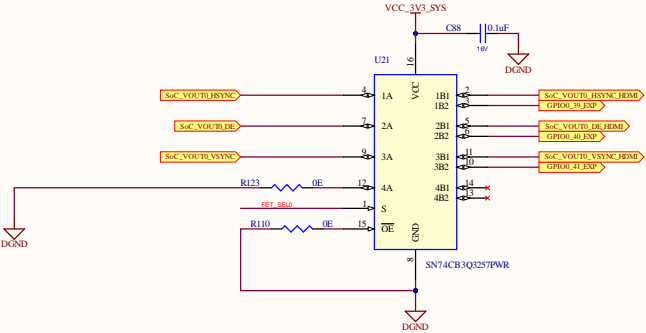 VCC_3V3_SYS
C88 0.1uF
16V
DGND
U21
16
VCC
SoC_VOUT0_HSYNC 4 1A 1B1 2 SoC_VOUT0_HSYNC_HDMI
1B2 3 GPIO0_39_EXP
SoC_VOUT0_DE 7 2A 2B1 5 SoC_VOUT0_DE_HDMI
2B2 6 GPIO0_40_EXP
SoC_VOUT0_VSYNC 9 3A 3B1 11 SoC_VOUT0_VSYNC_HDMI
3B2 10 GPIO0_41_EXP
R123 0E 12 4A 4B1 14
4B2 13
FET_SEL0 1 S
R110 0E 15 OE
DGND
GND
8
SN74CB3Q3257PWR
DGND